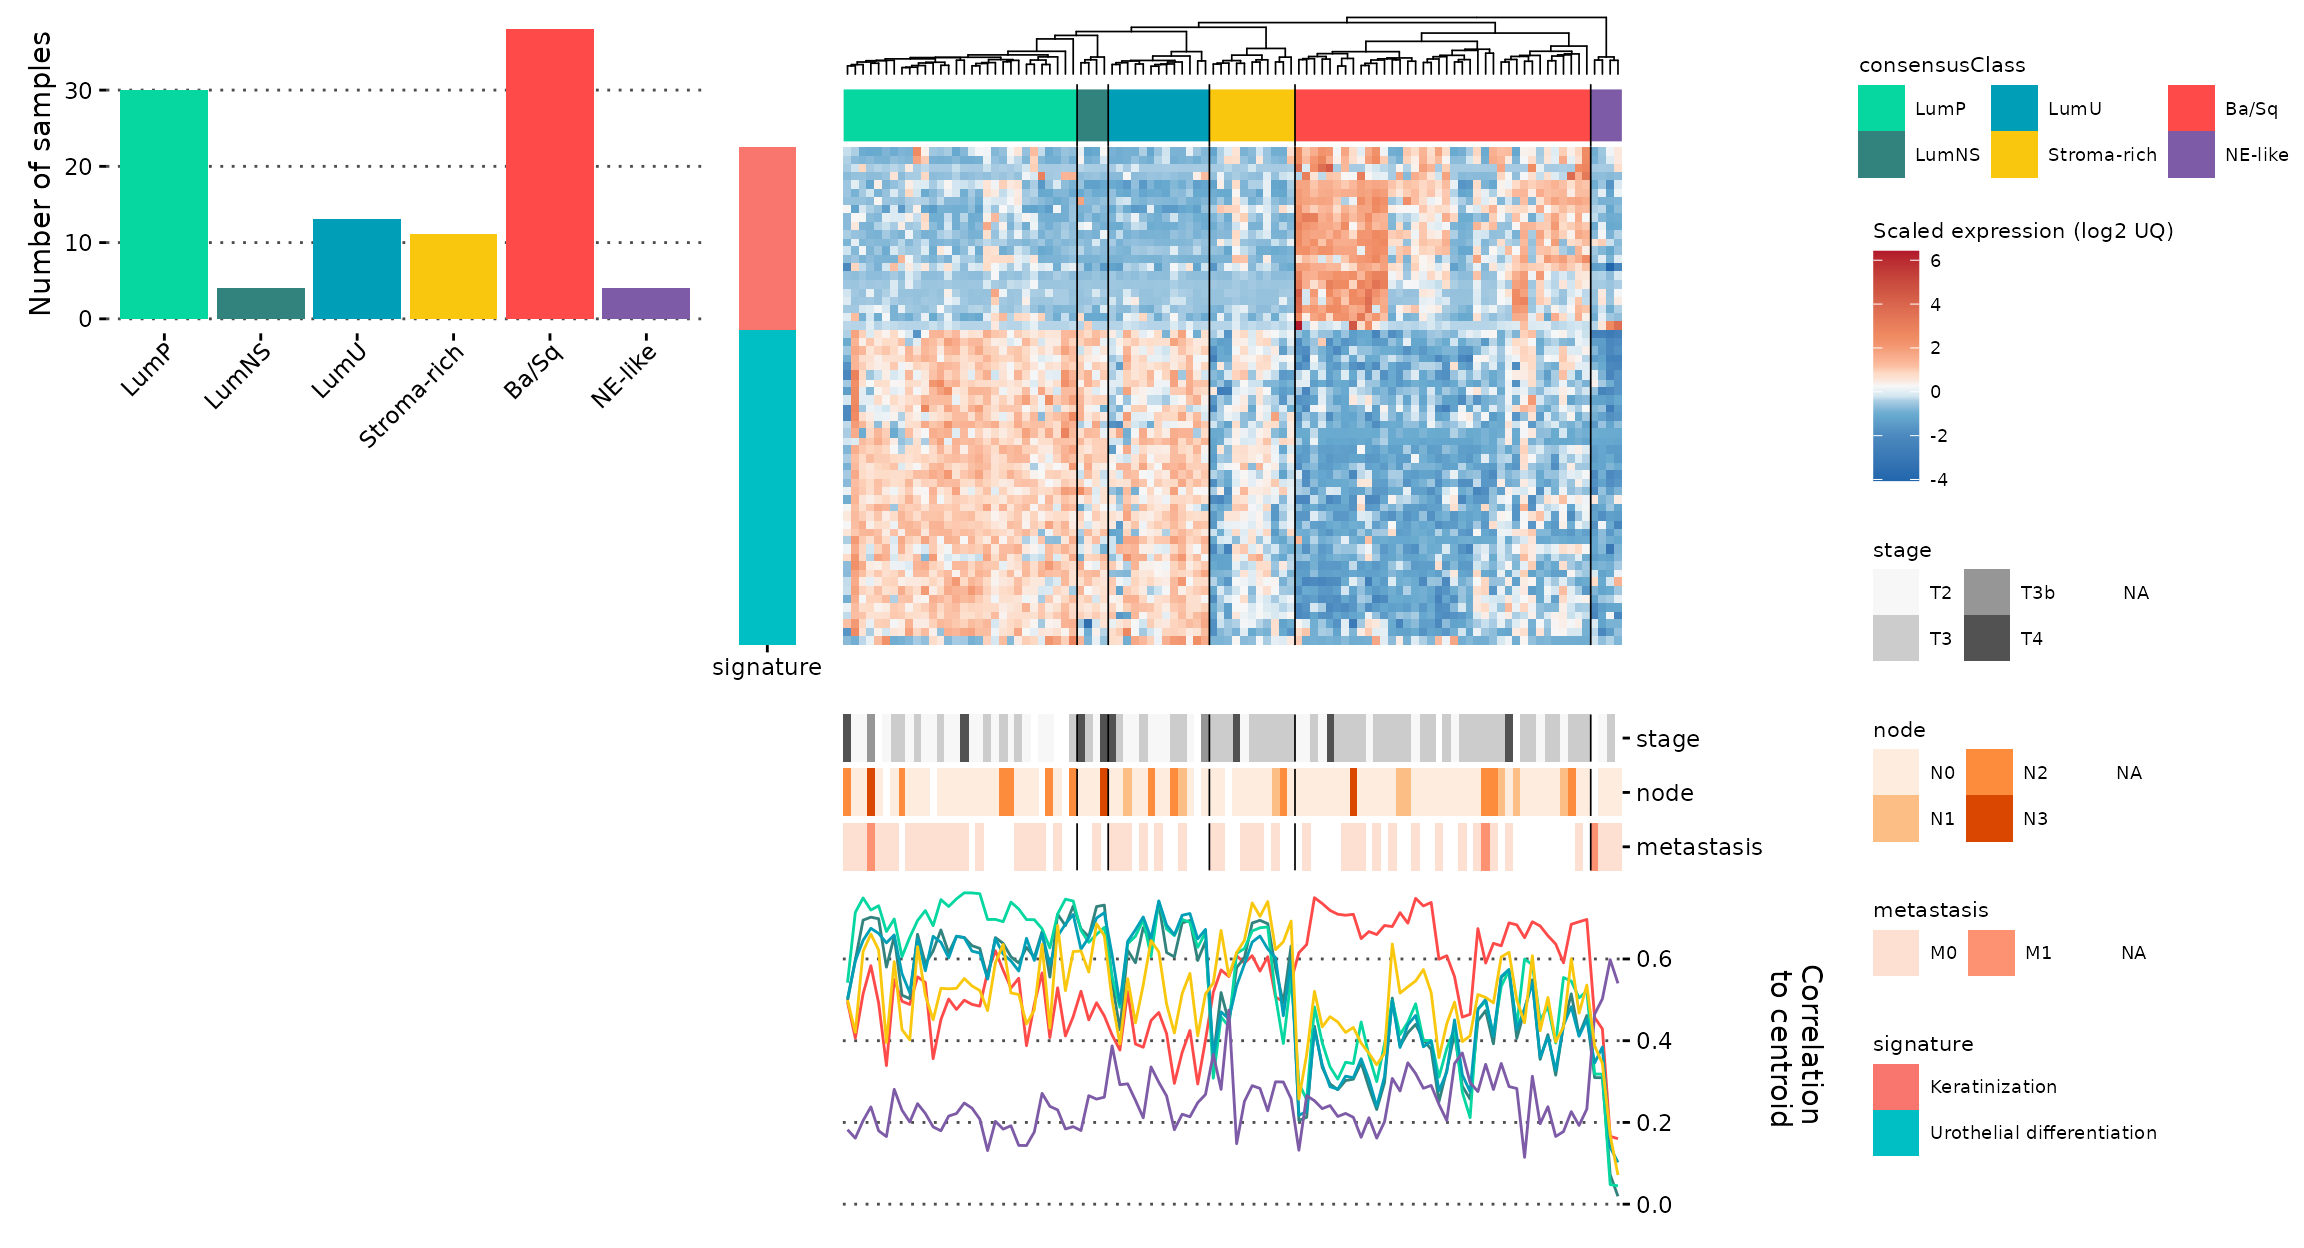 Number of samples
30
20
10
0
LumP
LumNS
LumU
Stroma-rich
Ba/Sq
NE-like
signature
stage
node
metastasis
0.6
0.4
0.2
0.0
Correlation
to centroid
consensusClass
LumP
LumU
Ba/Sq
LumNS
Stroma-rich
NE-like
Scaled expression (log2 UQ)
6
4
2
0
-2
-4
stage
T2
T3b
NA
T3
T4
node
N0
N2
NA
N1
N3
metastasis
M0
M1
NA
signature
Keratinization
Urothelial differentiation